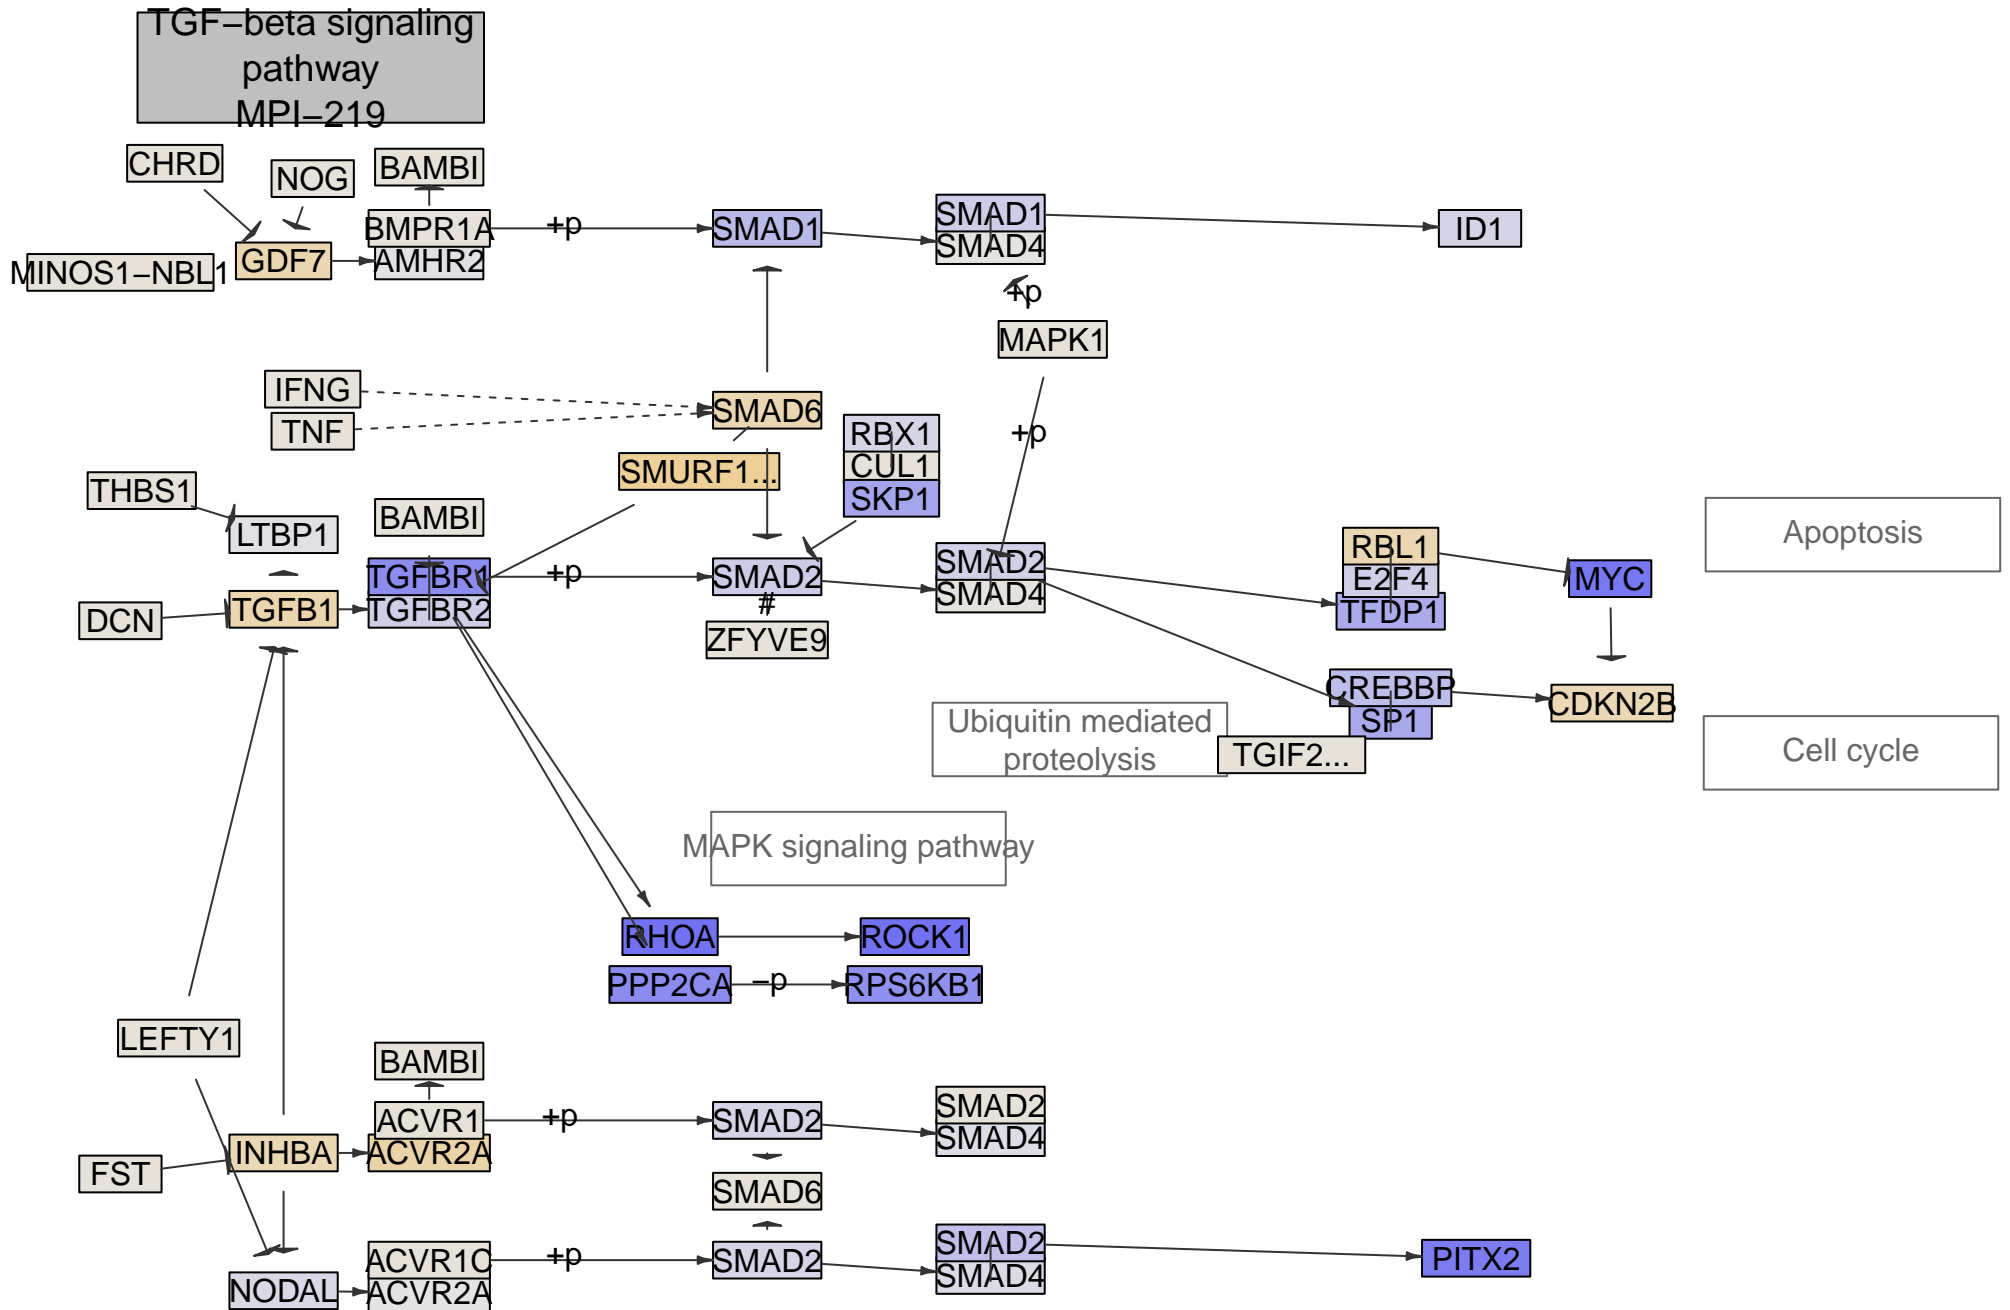 TGF−beta signaling
pathway
MPI−219
CHRD
NOG
BAMBI
BMPR1A
+p
SMAD1
SMAD1
SMAD4
ID1
MINOS1−NBL1
GDF7
AMHR2
+p
MAPK1
IFNG
TNF
SMAD6
RBX1
CUL1
SKP1
+p
SMURF1...
THBS1
LTBP1
BAMBI
Apoptosis
TGFBR1
TGFBR2
+p
SMAD2
#
ZFYVE9
SMAD2
SMAD4
RBL1
E2F4
TFDP1
MYC
DCN
TGFB1
CREBBP
SP1
TGIF2...
CDKN2B
Ubiquitin mediated
proteolysis
Cell cycle
MAPK signaling pathway
RHOA
ROCK1
PPP2CA
−p
RPS6KB1
LEFTY1
BAMBI
ACVR1
ACVR2A
+p
SMAD2
SMAD2
SMAD4
FST
INHBA
SMAD6
ACVR1C
ACVR2A
+p
SMAD2
SMAD2
SMAD4
PITX2
NODAL